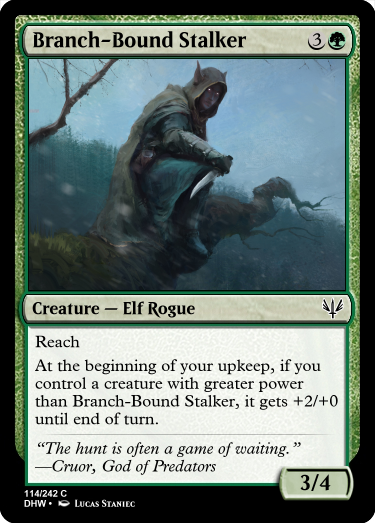 Branch-Bound Stalker 3
Creature — Elf Rogue
Reach
At the beginning of your upkeep, if you
control a creature with greater power
than Branch-Bound Stalker, it gets +2/+0
until end of turn.
“The hunt is often a game of waiting.”
—Cruor, God of Predators
3/4
114/242 C
DHW • Lucas Staniec